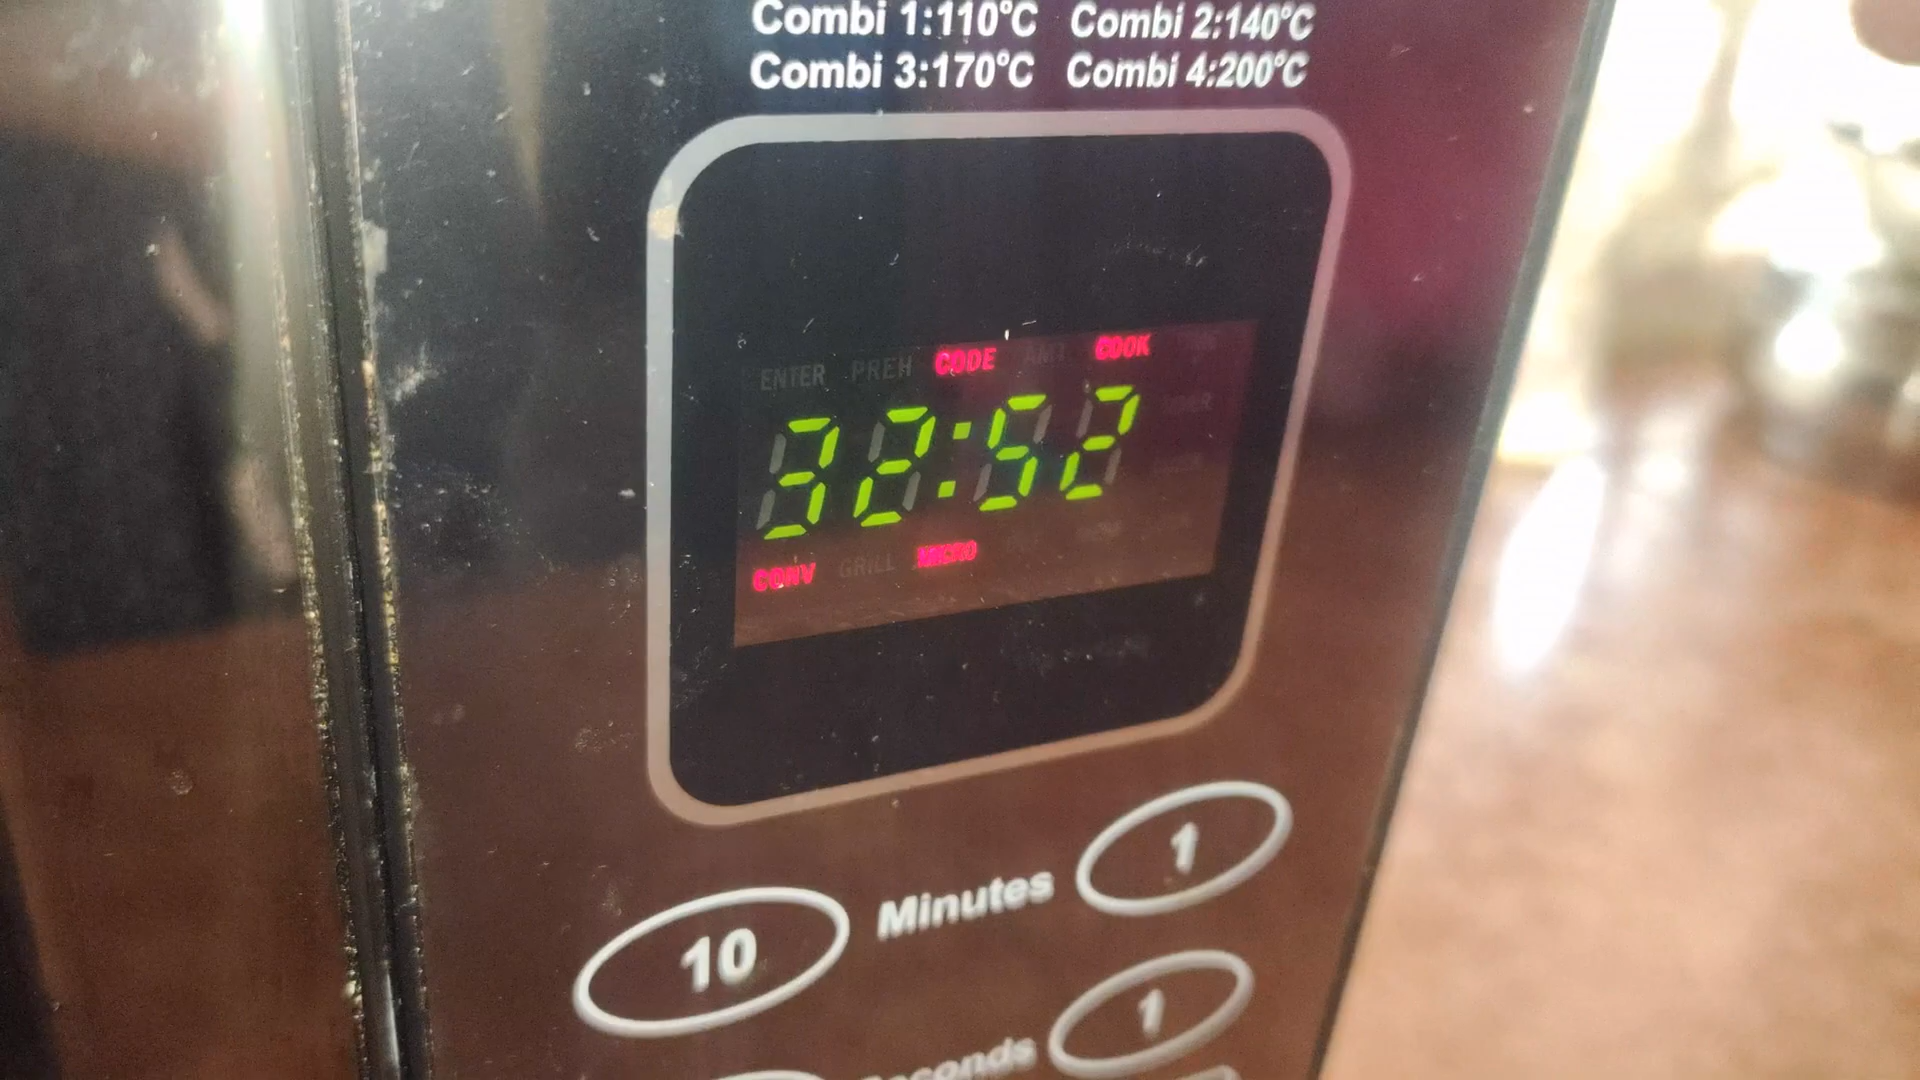 Combi 1:110°C Combi 2:140°C
Combi 3:170°C Combi 4:200°C
ENTER PREH CODE AMT COOK
32:52
CONV GRILL MICRO
10 Minutes 1
1